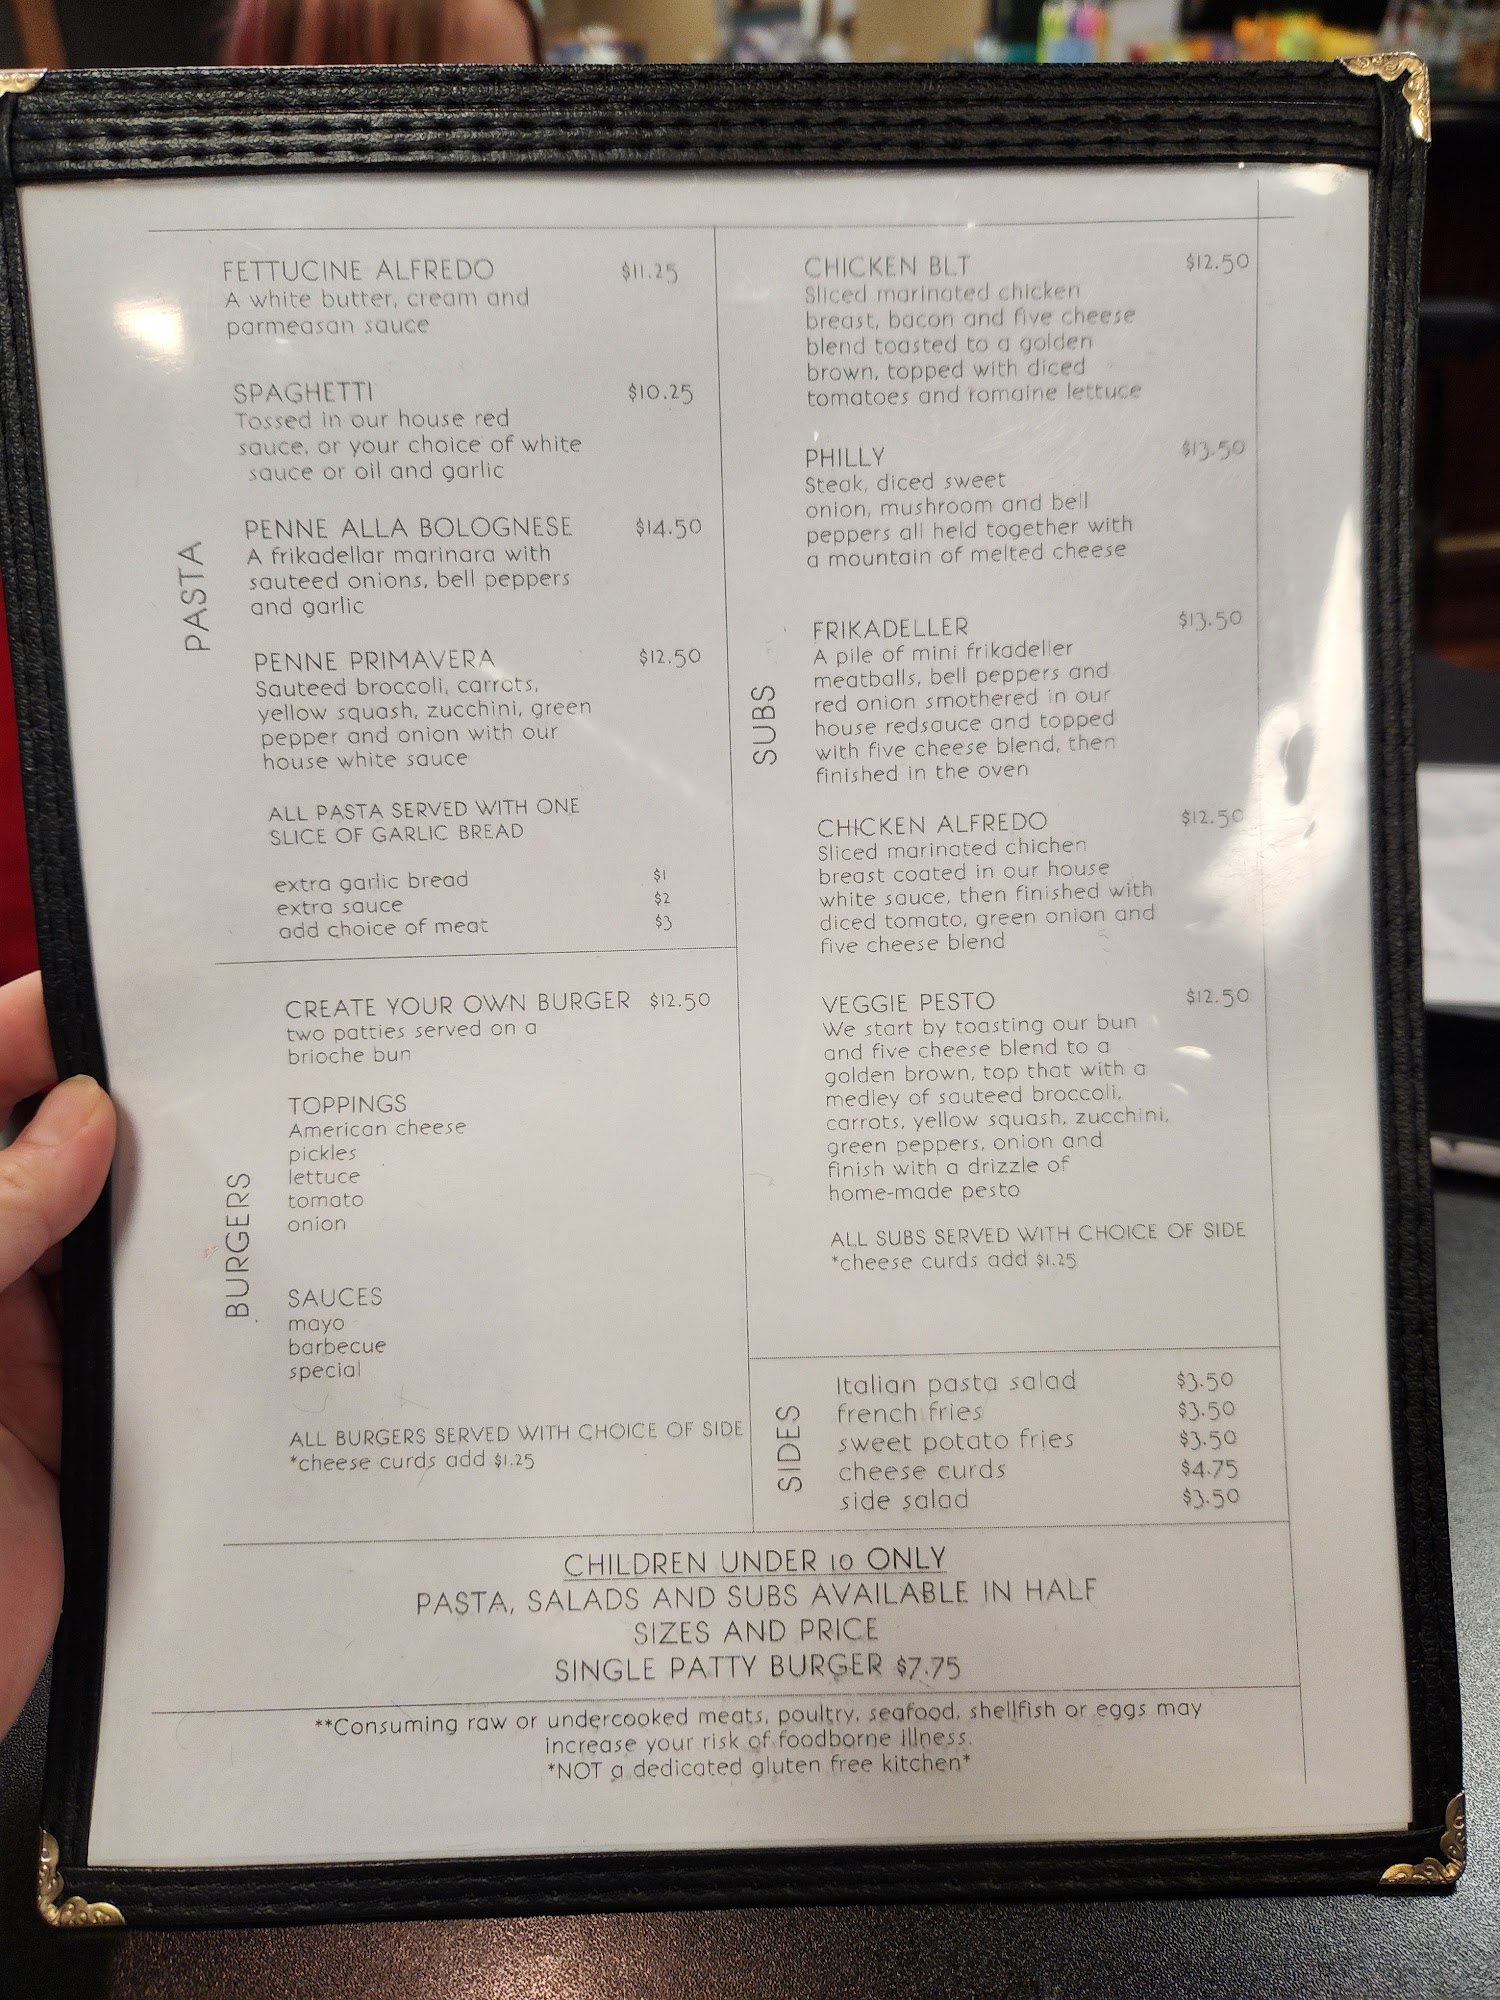 PASTA
FETTUCINE ALFREDO $11.25
A white butter, cream and
parmeasan sauce
SPAGHETTI $10.25
Tossed in our house red
sauce, or your choice of white
sauce or oil and garlic
PENNE ALLA BOLOGNESE $14.50
A frikadellar marinara with
sauteed onions, bell peppers
and garlic
PENNE PRIMAVERA $12.50
Sauteed broccoli, carrots,
yellow squash, zucchini, green
pepper and onion with our
house white sauce
ALL PASTA SERVED WITH ONE
SLICE OF GARLIC BREAD
extra garlic bread $1
extra sauce $2
add choice of meat $3
BURGERS
CREATE YOUR OWN BURGER $12.50
two patties served on a
brioche bun
TOPPINGS
American cheese
pickles
lettuce
tomato
onion
SAUCES
mayo
barbecue
special
ALL BURGERS SERVED WITH CHOICE OF SIDE
*cheese curds add $1.25
SUBS
CHICKEN BLT $12.50
Sliced marinated chicken
breast, bacon and five cheese
blend toasted to a golden
brown, topped with diced
tomatoes and romaine lettuce
PHILLY $13.50
Steak, diced sweet
onion, mushroom and bell
peppers all held together with
a mountain of melted cheese
FRIKADELLER $13.50
A pile of mini frikadeller
meatballs, bell peppers and
red onion smothered in our
house redsauce and topped
with five cheese blend, then
finished in the oven
CHICKEN ALFREDO $12.50
Sliced marinated chichen
breast coated in our house
white sauce, then finished with
diced tomato, green onion and
five cheese blend
VEGGIE PESTO $12.50
We start by toasting our bun
and five cheese blend to a
golden brown, top that with a
medley of sauteed broccoli,
carrots, yellow squash, zucchini,
green peppers, onion and
finish with a drizzle of
home-made pesto
ALL SUBS SERVED WITH CHOICE OF SIDE
*cheese curds add $1.25
SIDES
Italian pasta salad $3.50
french fries $3.50
sweet potato fries $3.50
cheese curds $4.75
side salad $3.50
CHILDREN UNDER 10 ONLY
PASTA, SALADS AND SUBS AVAILABLE IN HALF
SIZES AND PRICE
SINGLE PATTY BURGER $7.75
**Consuming raw or undercooked meats, poultry, seafood, shellfish or eggs may
increase your risk of foodborne illness.
*NOT a dedicated gluten free kitchen*